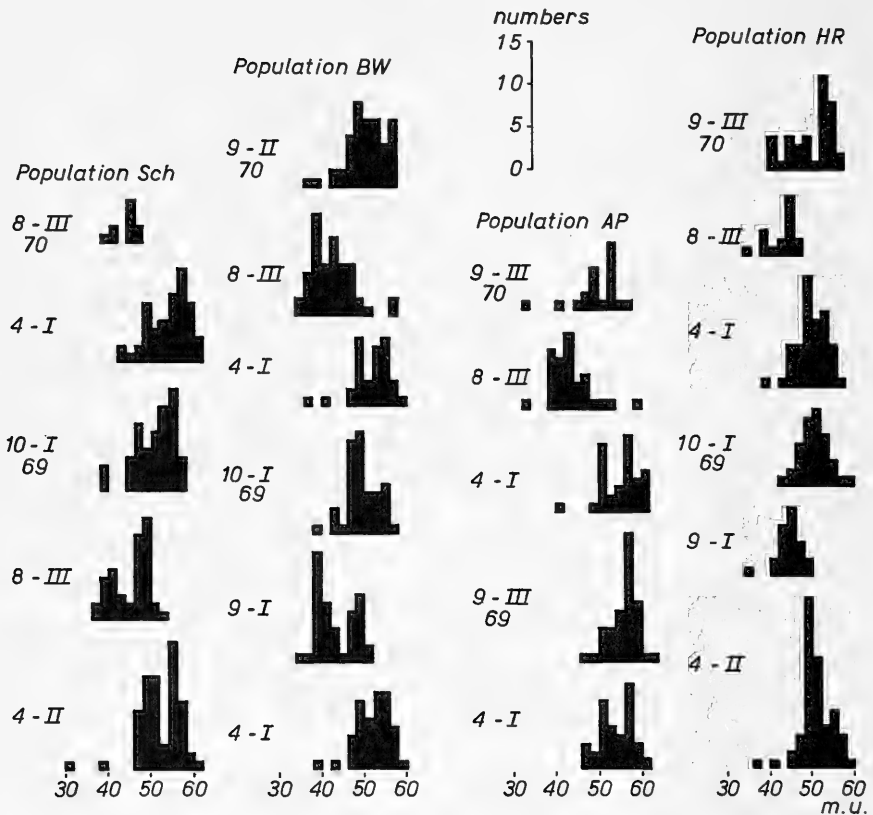 Population Sch
8 - III
70
4 - I
10 - I
69
8 - III
4 - II
30 40 50 60
Population BW
9 - II
70
8 - III
4 - I
10 - I
69
9 - I
4 - I
30 40 50 60
numbers
15
10
5
0
Population AP
9 - III
70
8 - III
4 - I
9 - III
69
4 - I
30 40 50 60
Population HR
9 - III
70
8 - III
4 - I
10 - I
69
9 - I
4 - II
30 40 50 60
m.u.